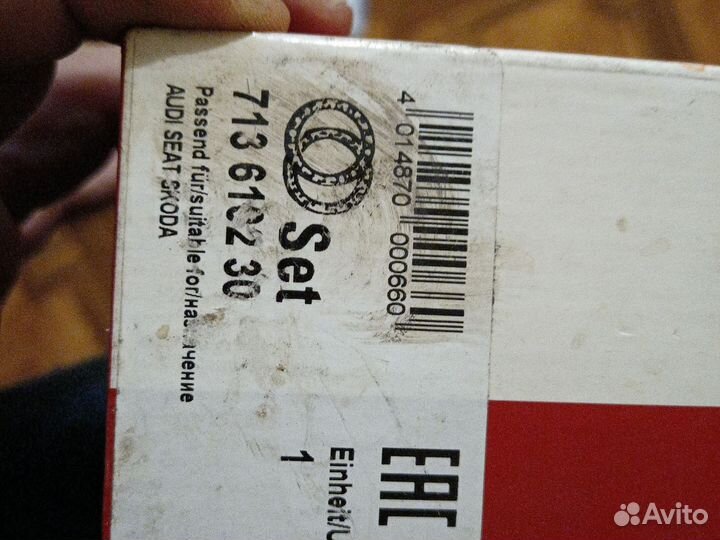 4 014870 000660
Set
713 6102 30
Passend für/suitable for/назначение
AUDI SEAT SKODA
EAC
Einheit/U
1
Avito